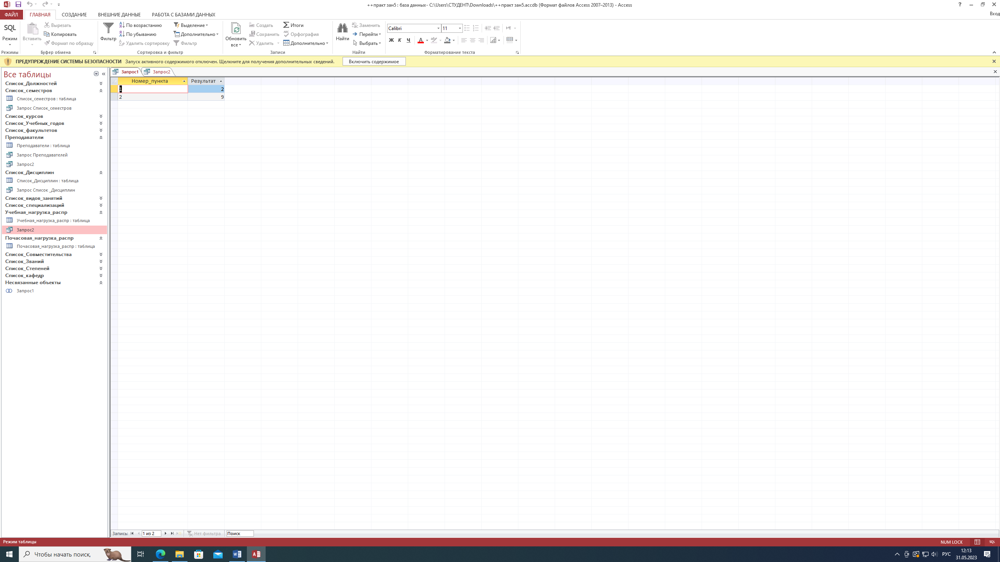 ++практ зан5 : база данных- C:\Users\СТУДЕНТ\Downloads\++практ зан5.accdb (Формат файлов Access 2007–2013) - Access
?
ФАЙЛ ГЛАВНАЯ СОЗДАНИЕ ВНЕШНИЕ ДАННЫЕ РАБОТА С БАЗАМИ ДАННЫХ
Вход
SQL
Режим
Режимы
Вставить
Вырезать
Копировать
Формат по образцу
Буфер обмена
Фильтр
По возрастанию
По убыванию
Удалить сортировку
Выделение
Дополнительно
Фильтр
Сортировка и фильтр
Обновить
все
Создать
Сохранить
Удалить
Итоги
Орфография
Дополнительно
Записи
Найти
Заменить
Перейти
Выбрать
Найти
Calibri 11
Ж К Ч
Форматирование текста
ПРЕДУПРЕЖДЕНИЕ СИСТЕМЫ БЕЗОПАСНОСТИ Запуск активного содержимого отключен. Щелкните для получения дополнительных сведений. Включить содержимое
Все таблицы
Список_Должностей
Список_семестров
Список_семестров : таблица
Запрос Список_семестров
Список_курсов
Список_Учебных_годов
Список_факультетов
Преподаватели
Преподаватели : таблица
Запрос Преподавателей
Запрос2
Список_Дисциплин
Список_Дисциплин : таблица
Запрос Список _Дисциплин
Список_видов_занятий
Список_специализаций
Учебная_нагрузка_распр
Учебная_нагрузка_распр : таблица
Запрос2
Почасовая_нагрузка_распр
Почасовая_нагрузка_распр : таблица
Список_Совместительства
Список_Званий
Список_Степеней
Список_кафедр
Несвязанные объекты
Запрос1
Запрос1 Запрос2
Номер_пункта Результат
1 2
2 9
Запись: 1 из 2 Нет фильтра Поиск
Режим таблицы
NUM LOCK SQL
Чтобы начать поиск,
РУС
12:13
31.05.2023